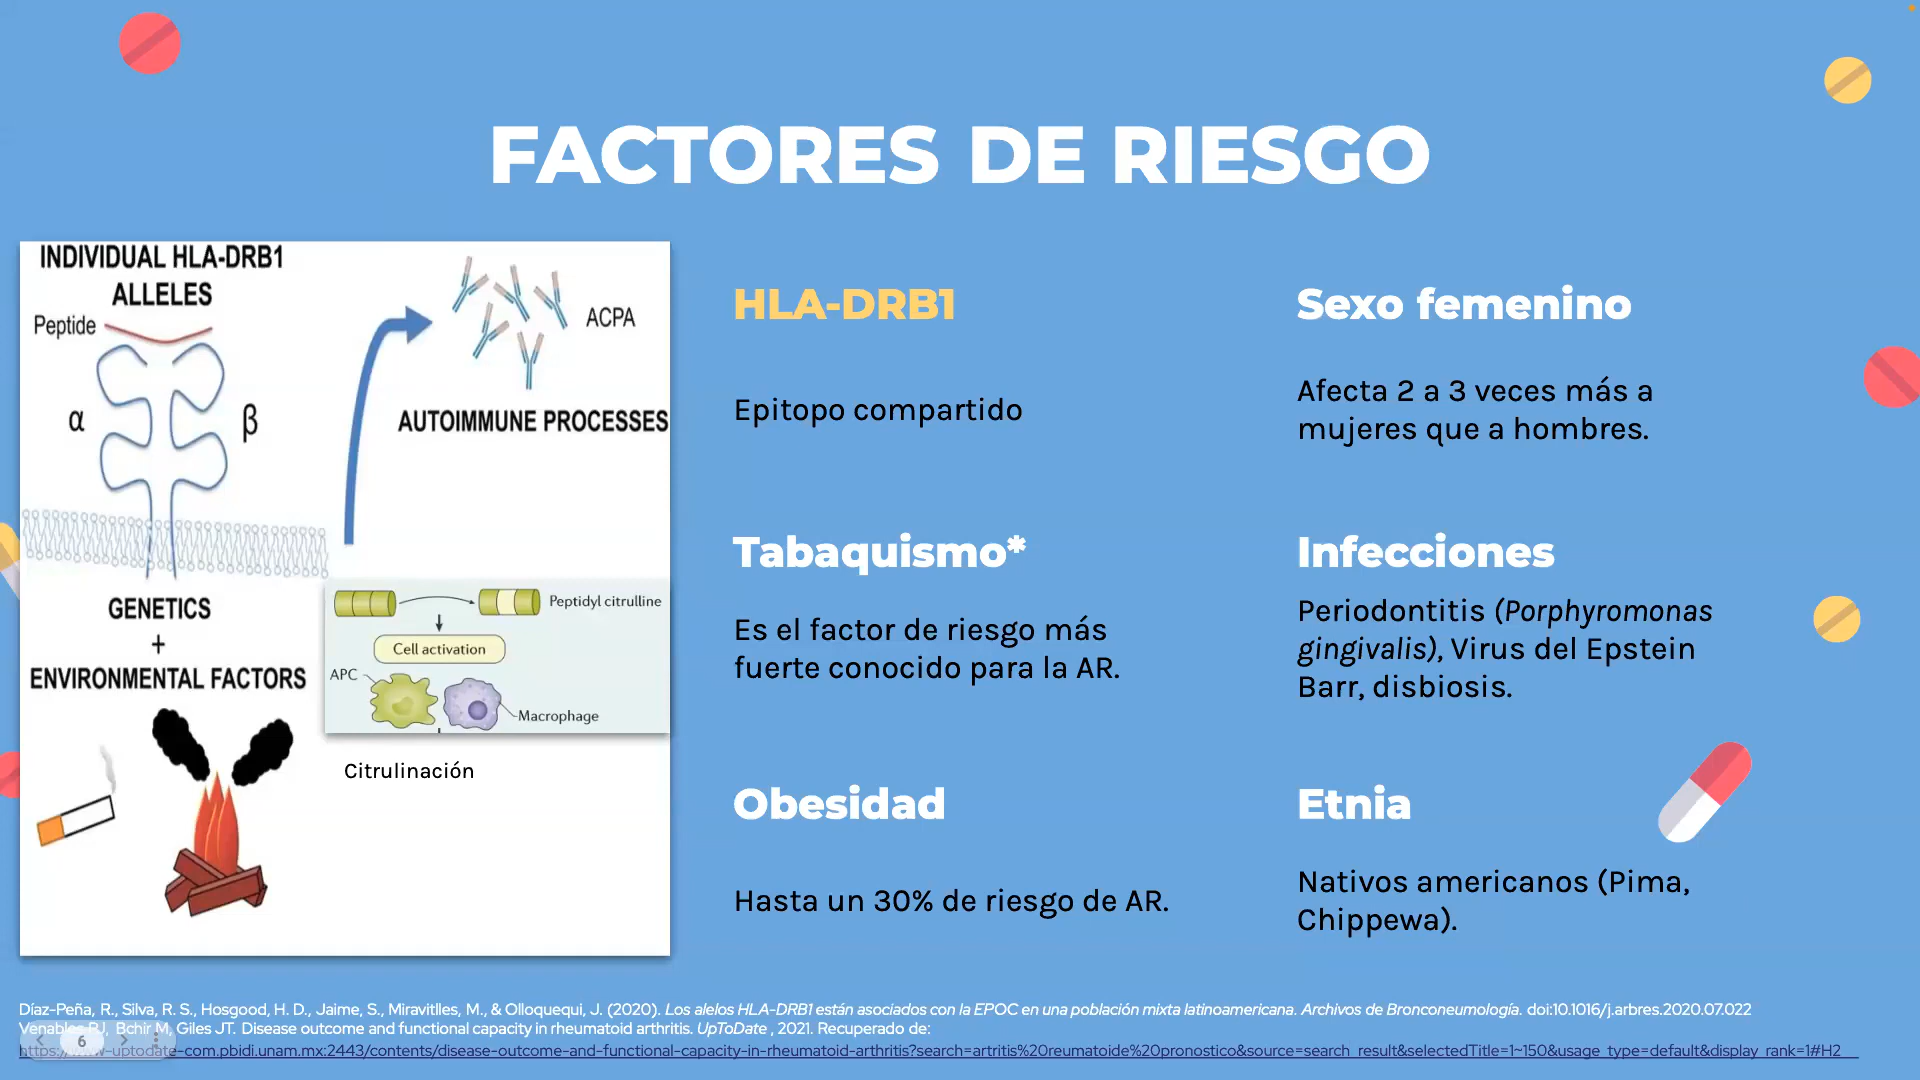 FACTORES DE RIESGO
INDIVIDUAL HLA-DRB1
ALLELES
Peptide
α
β
ACPA
AUTOIMMUNE PROCESSES
GENETICS
+
ENVIRONMENTAL FACTORS
Peptidyl citrulline
Cell activation
APC
Macrophage
Citrulinación
HLA-DRB1
Epitopo compartido
Sexo femenino
Afecta 2 a 3 veces más a
mujeres que a hombres.
Tabaquismo*
Es el factor de riesgo más
fuerte conocido para la AR.
Infecciones
Periodontitis (Porphyromonas
gingivalis), Virus del Epstein
Barr, disbiosis.
Obesidad
Hasta un 30% de riesgo de AR.
Etnia
Nativos americanos (Pima,
Chippewa).
Díaz-Peña, R., Silva, R. S., Hosgood, H. D., Jaime, S., Miravitlles, M., & Olloquequi, J. (2020). Los alelos HLA-DRB1 están asociados con la EPOC en una población mixta latinoamericana. Archivos de Bronconeumología. doi:10.1016/j.arbres.2020.07.022
Venables RJ, Bchir M, Giles JT. Disease outcome and functional capacity in rheumatoid arthritis. UpToDate , 2021. Recuperado de:
https://www-uptodate-com.pbidi.unam.mx:2443/contents/disease-outcome-and-functional-capacity-in-rheumatoid-arthritis?search=artritis%20reumatoide%20pronostico&source=search_result&selectedTitle=1~150&usage_type=default&display_rank=1#H2
6